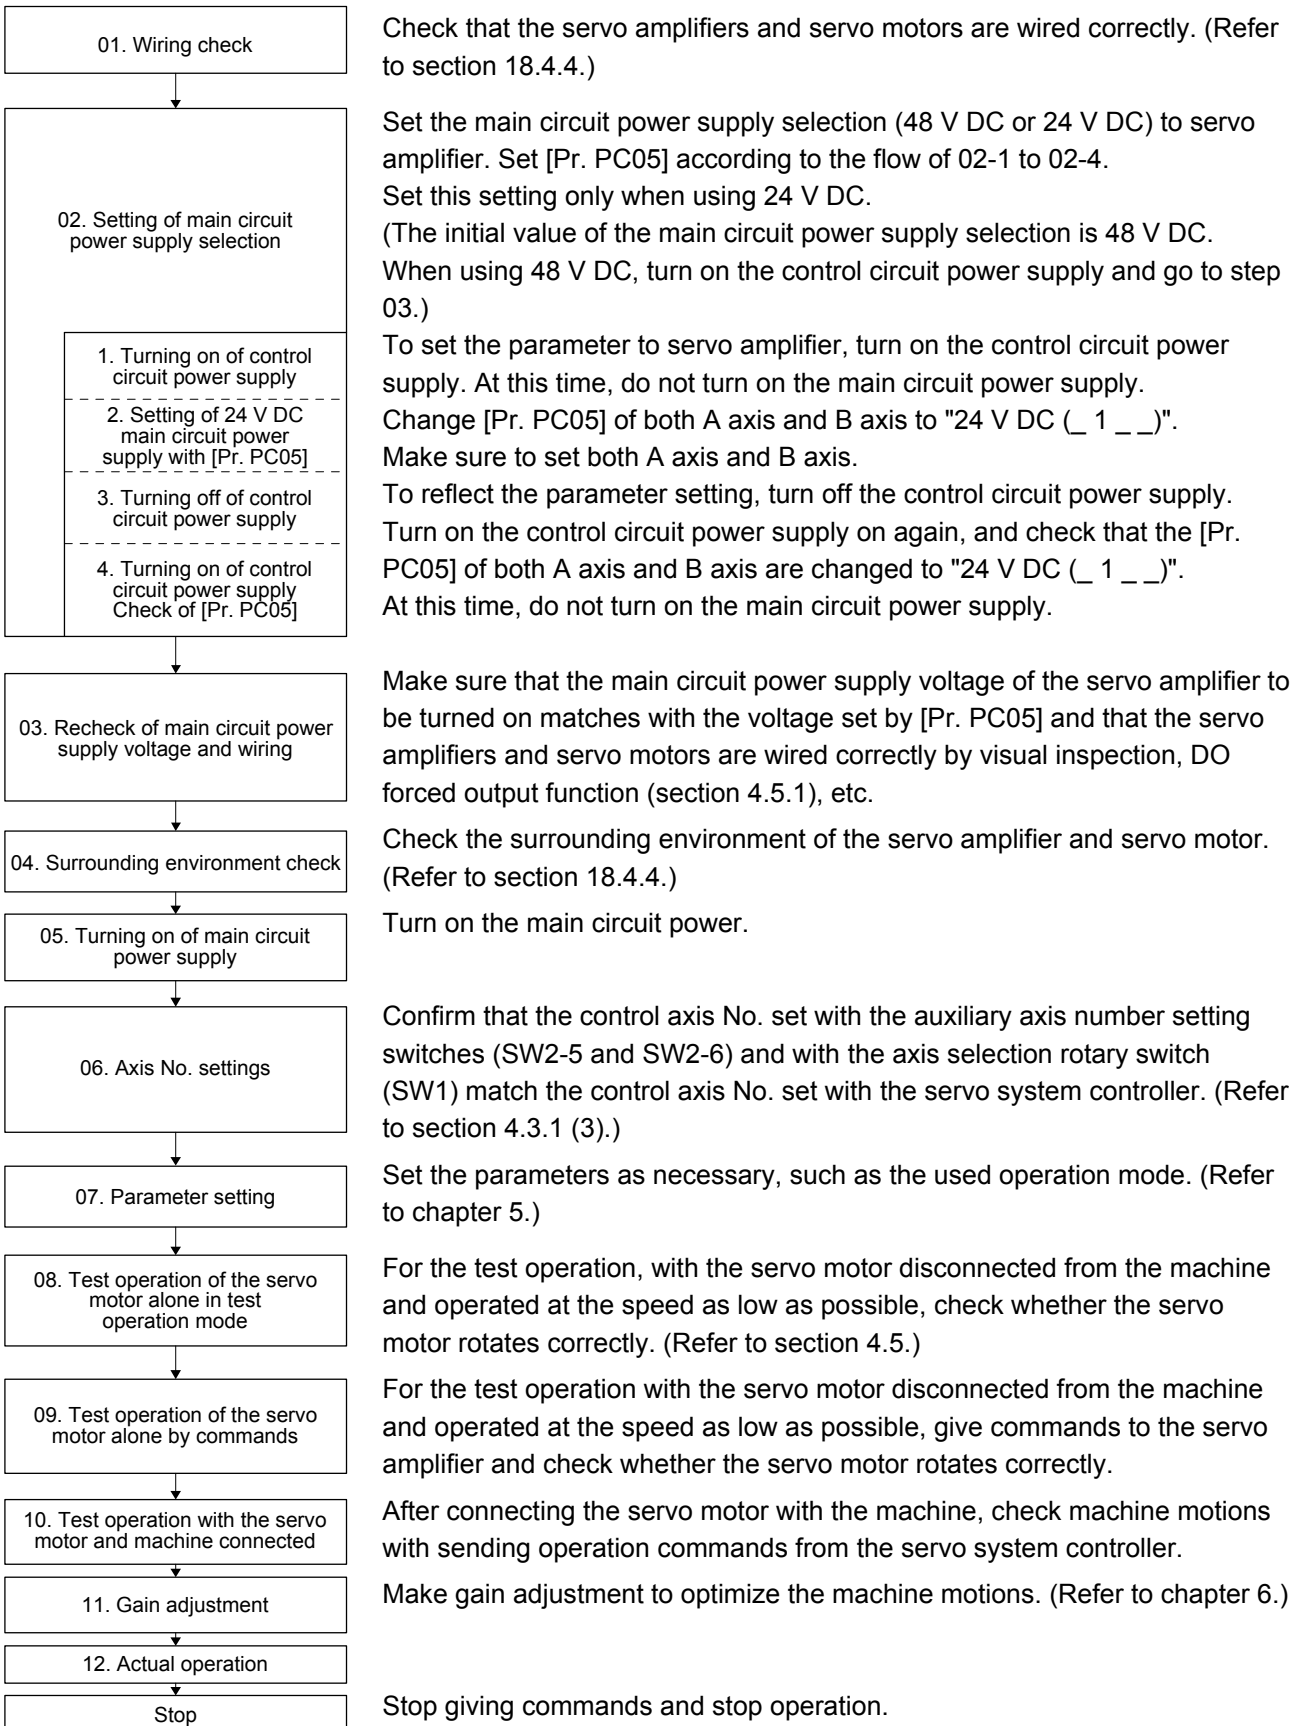 01. Wiring check
Check that the servo amplifiers and servo motors are wired correctly. (Refer
to section 18.4.4.)
02. Setting of main circuit
power supply selection
Set the main circuit power supply selection (48 V DC or 24 V DC) to servo
amplifier. Set [Pr. PC05] according to the flow of 02-1 to 02-4.
Set this setting only when using 24 V DC.
(The initial value of the main circuit power supply selection is 48 V DC.
When using 48 V DC, turn on the control circuit power supply and go to step
03.)
1. Turning on of control
circuit power supply
To set the parameter to servo amplifier, turn on the control circuit power
supply. At this time, do not turn on the main circuit power supply.
2. Setting of 24 V DC
main circuit power
supply with [Pr. PC05]
Change [Pr. PC05] of both A axis and B axis to "24 V DC (_ 1 _ _)".
Make sure to set both A axis and B axis.
3. Turning off of control
circuit power supply
To reflect the parameter setting, turn off the control circuit power supply.
4. Turning on of control
circuit power supply
Check of [Pr. PC05]
Turn on the control circuit power supply on again, and check that the [Pr.
PC05] of both A axis and B axis are changed to "24 V DC (_ 1 _ _)".
At this time, do not turn on the main circuit power supply.
03. Recheck of main circuit power
supply voltage and wiring
Make sure that the main circuit power supply voltage of the servo amplifier to
be turned on matches with the voltage set by [Pr. PC05] and that the servo
amplifiers and servo motors are wired correctly by visual inspection, DO
forced output function (section 4.5.1), etc.
04. Surrounding environment check
Check the surrounding environment of the servo amplifier and servo motor.
(Refer to section 18.4.4.)
05. Turning on of main circuit
power supply
Turn on the main circuit power.
06. Axis No. settings
Confirm that the control axis No. set with the auxiliary axis number setting
switches (SW2-5 and SW2-6) and with the axis selection rotary switch
(SW1) match the control axis No. set with the servo system controller. (Refer
to section 4.3.1 (3).)
07. Parameter setting
Set the parameters as necessary, such as the used operation mode. (Refer
to chapter 5.)
08. Test operation of the servo
motor alone in test
operation mode
For the test operation, with the servo motor disconnected from the machine
and operated at the speed as low as possible, check whether the servo
motor rotates correctly. (Refer to section 4.5.)
09. Test operation of the servo
motor alone by commands
For the test operation with the servo motor disconnected from the machine
and operated at the speed as low as possible, give commands to the servo
amplifier and check whether the servo motor rotates correctly.
10. Test operation with the servo
motor and machine connected
After connecting the servo motor with the machine, check machine motions
with sending operation commands from the servo system controller.
11. Gain adjustment
Make gain adjustment to optimize the machine motions. (Refer to chapter 6.)
12. Actual operation
Stop
Stop giving commands and stop operation.